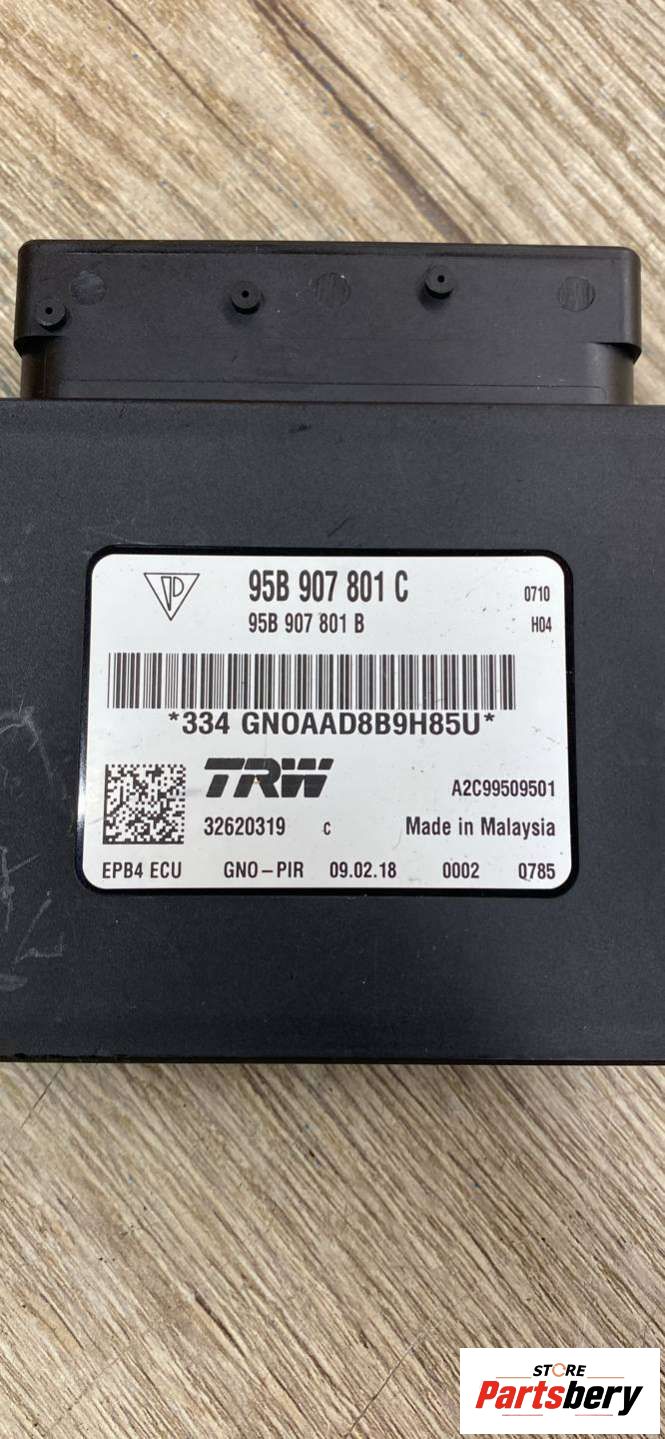 95B 907 801 C 0710
95B 907 801 B H04
*334 GNOAAD8B9H85U*
TRW A2C99509501
32620319 C Made in Malaysia
EPB4 ECU GNO-PIR 09.02.18 0002 Q785
STORE
Partsbery